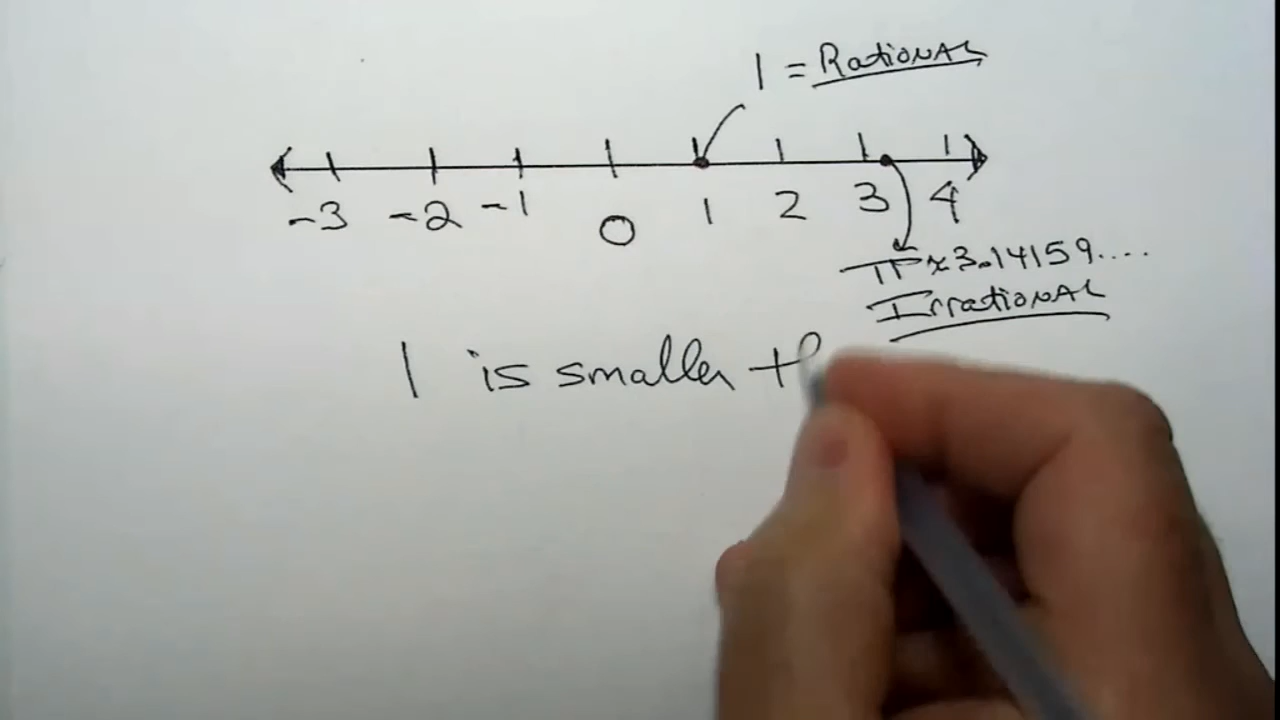 1 = Rational
-3 -2 -1 0 1 2 3 4
π ≈ 3.14159....
Irrational
1 is smaller